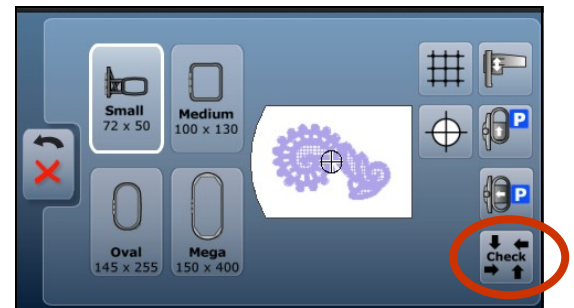 Small
72 x 50
Medium
100 x 130
P
Oval
145 x 255
Mega
150 x 400
P
Check